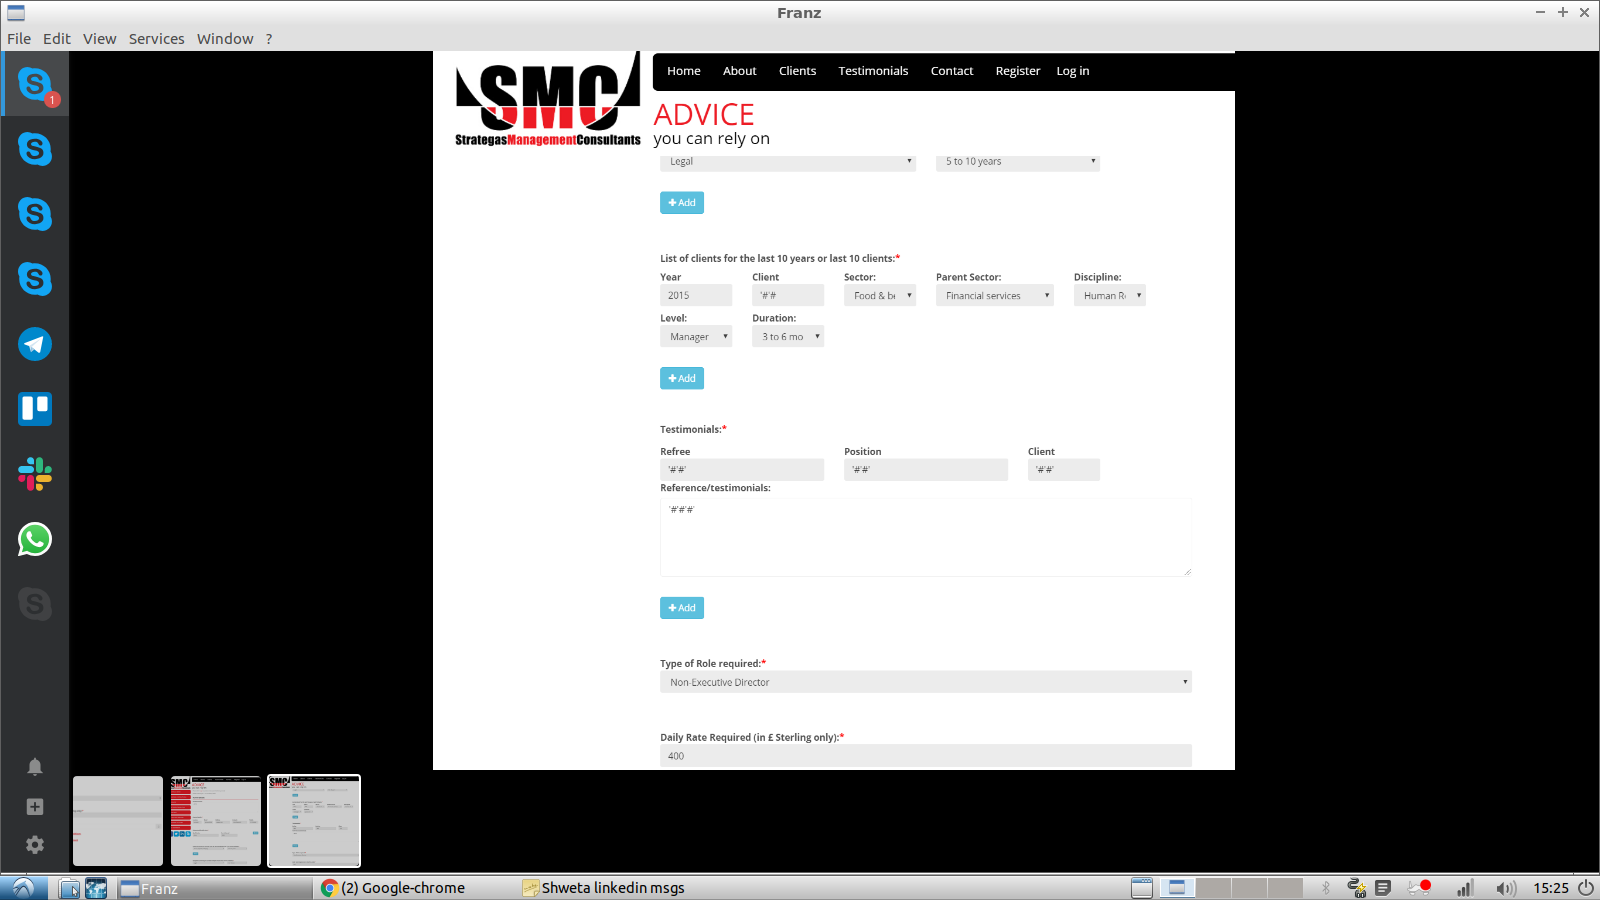 Franz
File Edit View Services Window ?
1
SMC
StrategasManagementConsultants
Home About Clients Testimonials Contact Register Log in
ADVICE
you can rely on
Legal 5 to 10 years
+ Add
List of clients for the last 10 years or last 10 clients:*
Year Client Sector: Parent Sector: Discipline:
2015 '#'# Food & be Financial services Human Re
Level: Duration:
Manager 3 to 6 mo
+ Add
Testimonials:*
Refree Position Client
'#'#' '#'#' '#'#'
Reference/testimonials:
'#'#'#'
+ Add
Type of Role required:*
Non-Executive Director
Daily Rate Required (in £ Sterling only):*
400
Franz (2) Google-chrome Shweta linkedin msgs 15:25